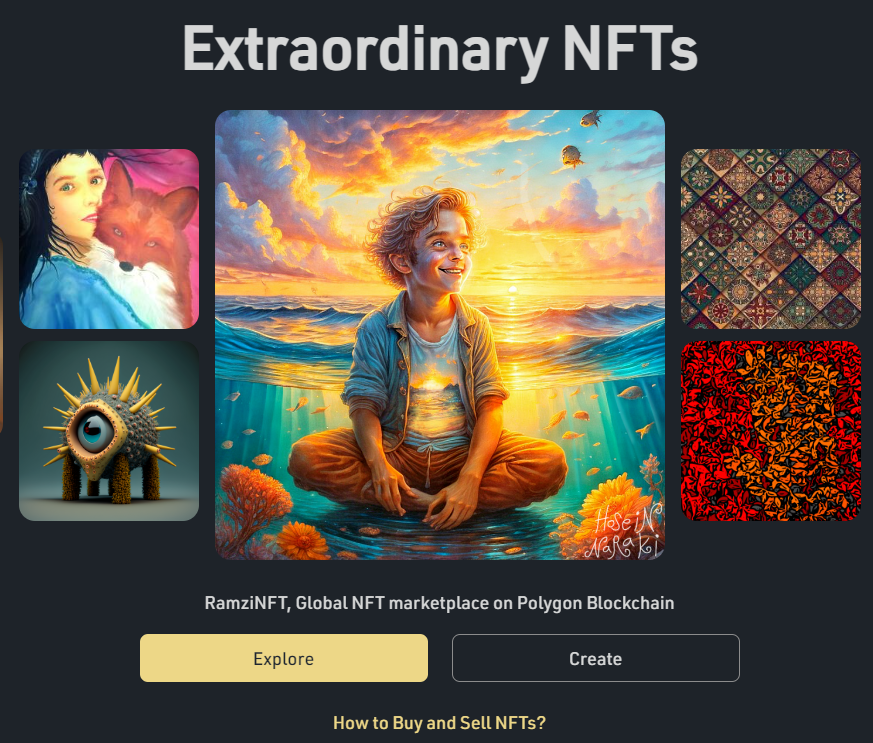 Extraordinary NFTs
HoSeiN
NaRaKi
RamziNFT, Global NFT marketplace on Polygon Blockchain
Explore
Create
How to Buy and Sell NFTs?